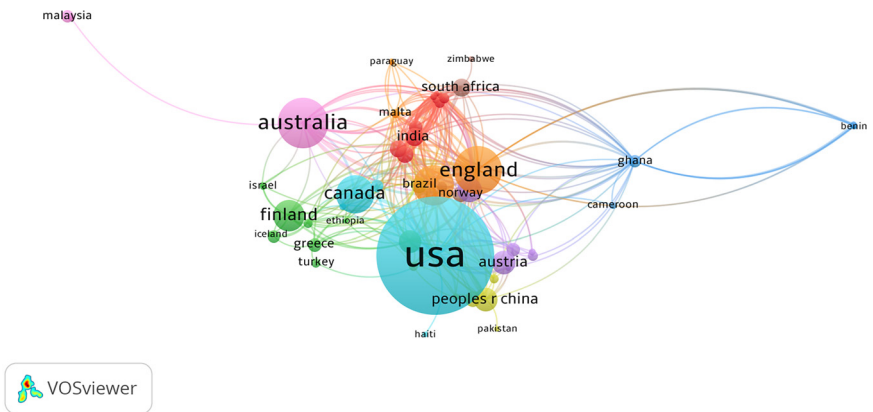 malaysia
paraguay
zimbabwe
south africa
malta
australia
india
benin
ghana
england
brazil
israel
canada
norway
cameroon
finland
ethiopia
iceland
greece
usa
turkey
austria
peoples r china
pakistan
haiti
VOSviewer